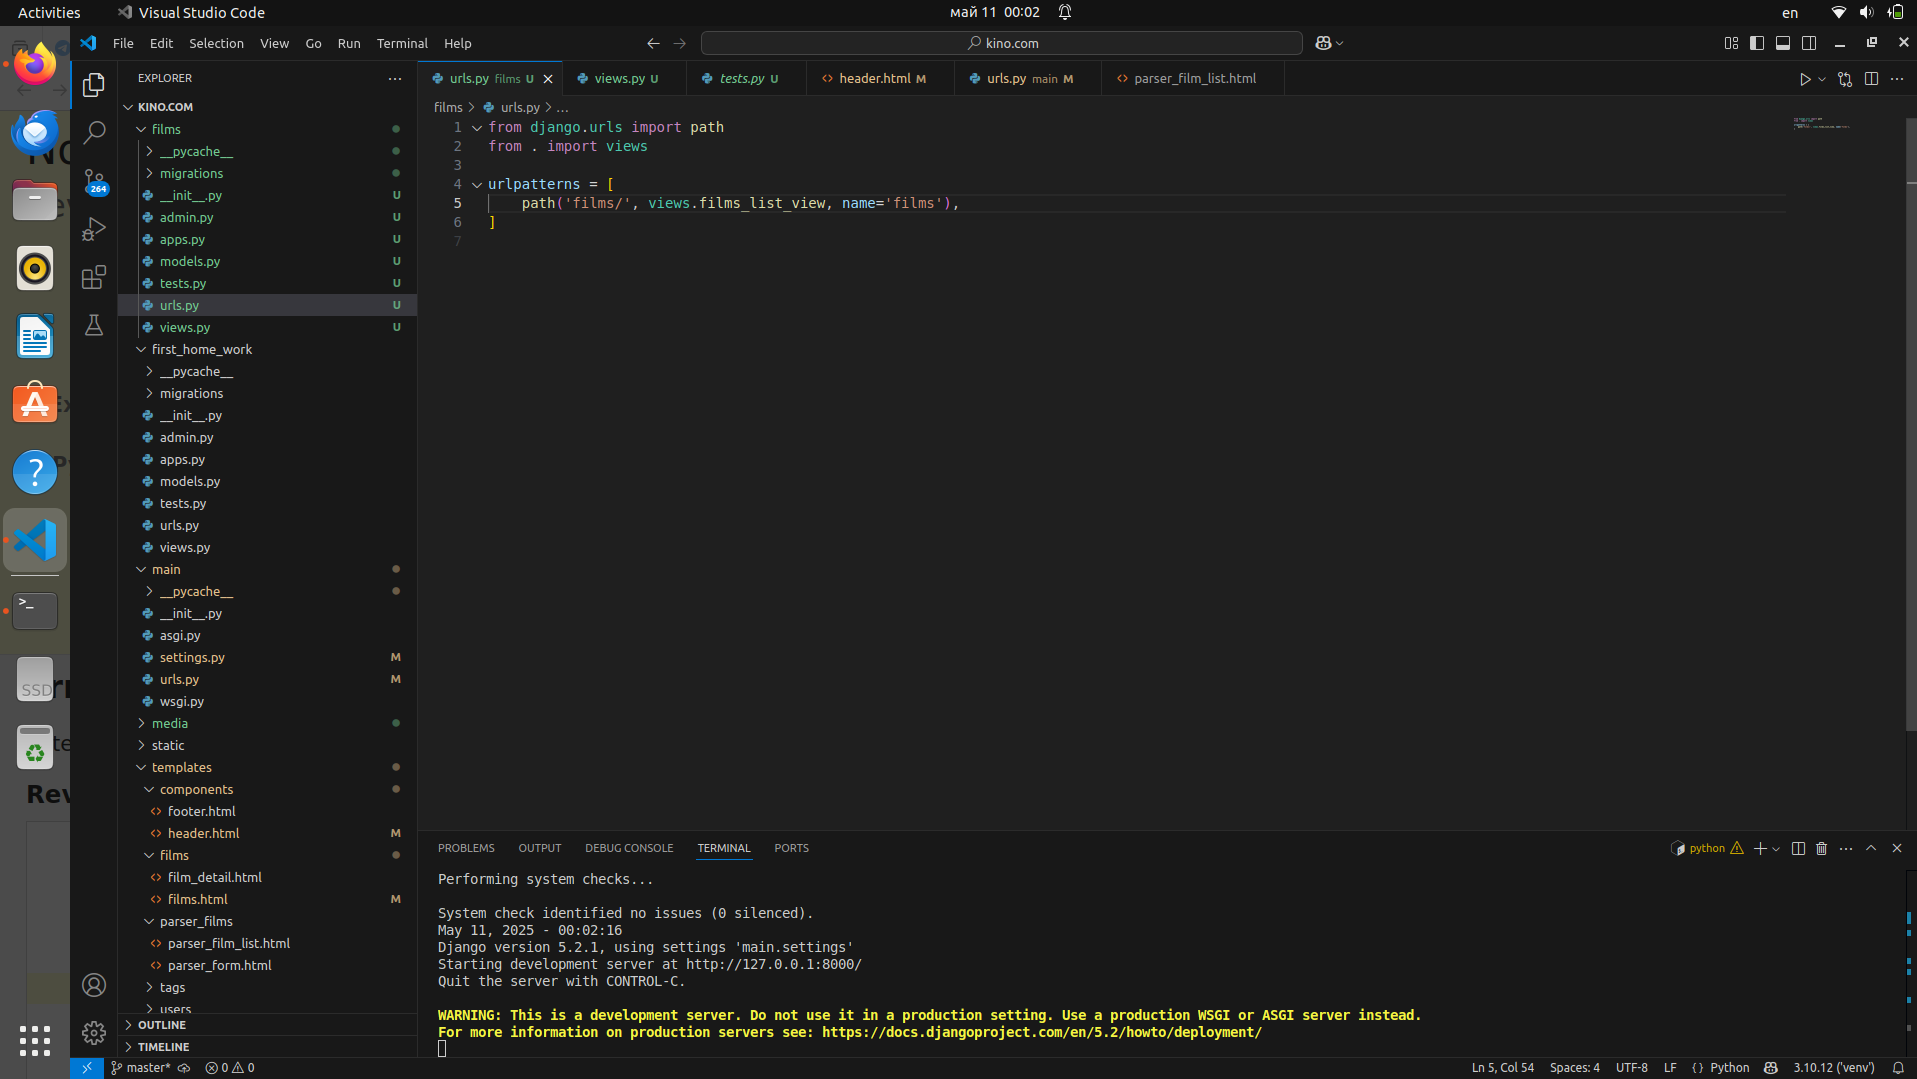 Activities
Visual Studio Code
май 11 00:02
en
File Edit Selection View Go Run Terminal Help
kino.com
EXPLORER
KINO.COM
films
__pycache__
migrations
__init__.py U
admin.py U
apps.py U
models.py U
tests.py U
urls.py U
views.py U
first_home_work
__pycache__
migrations
__init__.py
admin.py
apps.py
models.py
tests.py
urls.py
views.py
main
__pycache__
__init__.py
asgi.py
settings.py M
urls.py M
wsgi.py
media
static
templates
components
footer.html
header.html M
films
film_detail.html
films.html M
parser_films
parser_film_list.html
parser_form.html
tags
users
OUTLINE
TIMELINE
264
SSD
Rev
urls.py films U
views.py U
tests.py U
header.html M
urls.py main M
parser_film_list.html
films > urls.py > ...
1 from django.urls import path
2 from . import views
3
4 urlpatterns = [
5 path('films/', views.films_list_view, name='films'),
6 ]
7
PROBLEMS OUTPUT DEBUG CONSOLE TERMINAL PORTS
python
Performing system checks...
System check identified no issues (0 silenced).
May 11, 2025 - 00:02:16
Django version 5.2.1, using settings 'main.settings'
Starting development server at http://127.0.0.1:8000/
Quit the server with CONTROL-C.
WARNING: This is a development server. Do not use it in a production setting. Use a production WSGI or ASGI server instead.
For more information on production servers see: https://docs.djangoproject.com/en/5.2/howto/deployment/
master* 0 0
Ln 5, Col 54 Spaces: 4 UTF-8 LF {} Python 3.10.12 ('venv')